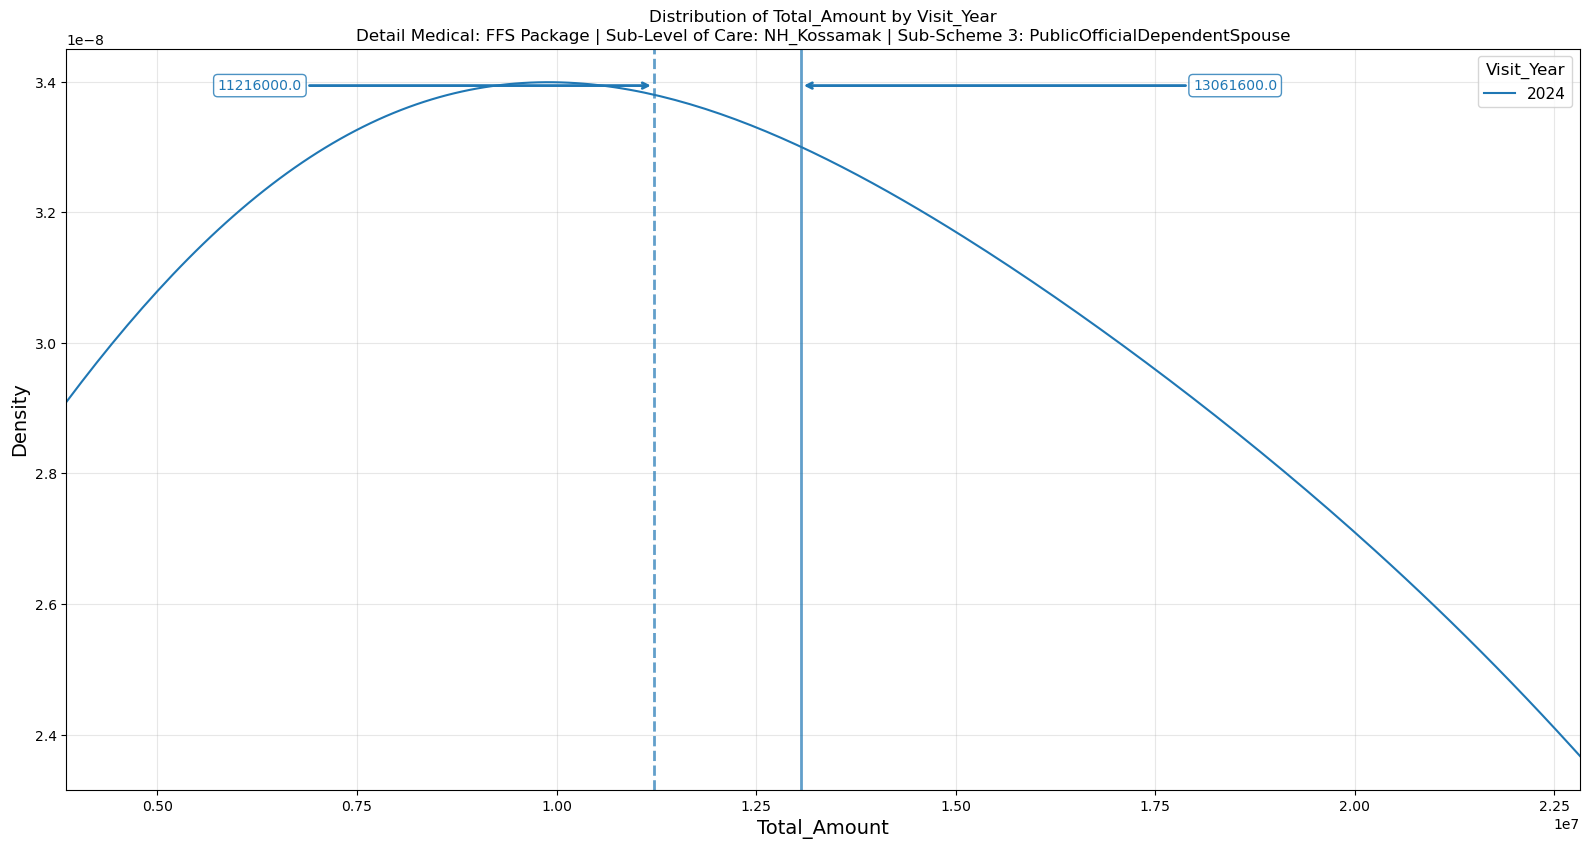 Distribution of Total_Amount by Visit_Year
Detail Medical: FFS Package | Sub-Level of Care: NH_Kossamak | Sub-Scheme 3: PublicOfficialDependentSpouse
1e−8
11216000.0
13061600.0
Visit_Year
2024
3.4
3.2
3.0
2.8
2.6
2.4
Density
0.50
0.75
1.00
1.25
1.50
1.75
2.00
2.25
1e7
Total_Amount